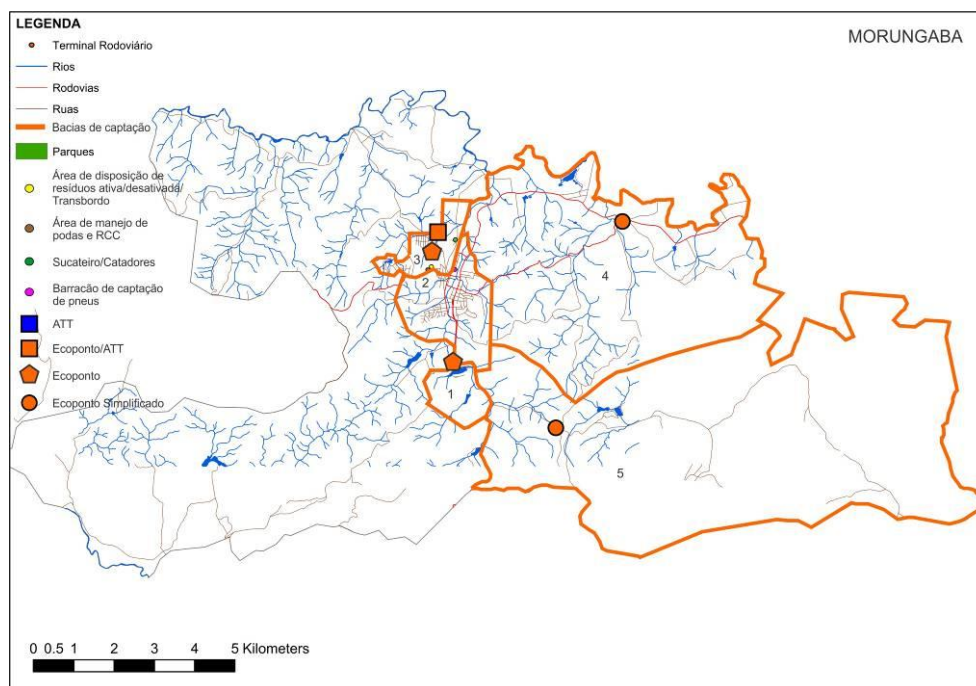 LEGENDA
MORUNGABA
Terminal Rodoviário
Rios
Rodovias
Ruas
Bacias de captação
Parques
Área de disposição de
resíduos ativa/desativada/
Transbordo
Área de manejo de
podas e RCC
Sucateiro/Catadores
Barracão de captação
de pneus
ATT
Ecoponto/ATT
Ecoponto
Ecoponto Simplificado
3
2
4
1
5
0 0.5 1 2 3 4 5 Kilometers